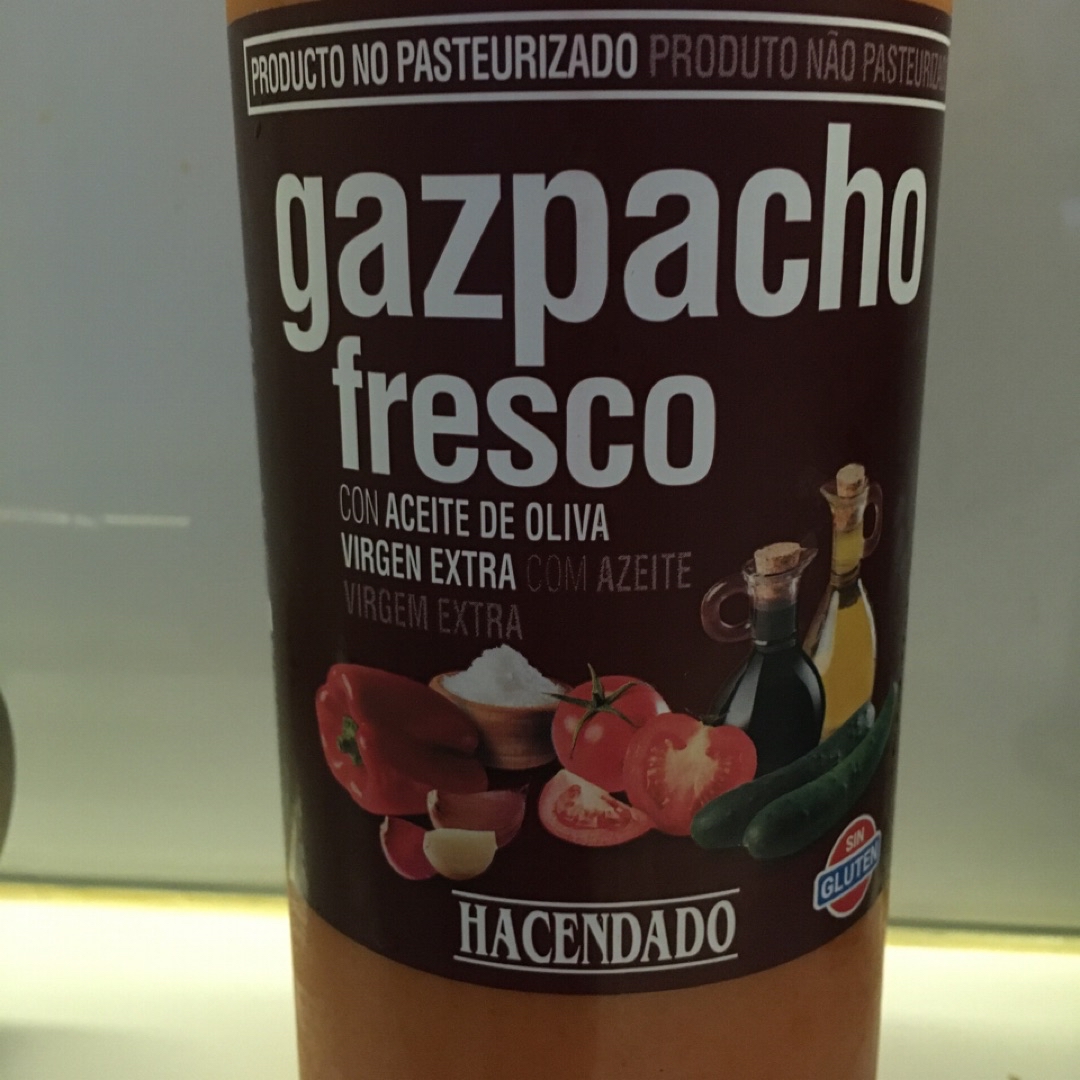 PRODUCTO NO PASTEURIZADO PRODUTO NÃO PASTEURIZADO
gazpacho
fresco
CON ACEITE DE OLIVA
VIRGEN EXTRA COM AZEITE
VIRGEM EXTRA
SIN
GLUTEN
HACENDADO